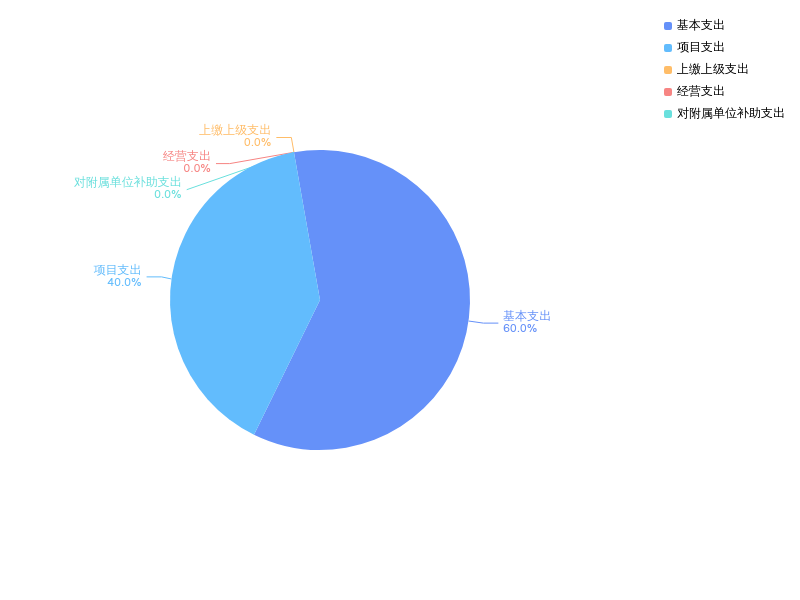 基本支出
项目支出
上缴上级支出
经营支出
对附属单位补助支出
上缴上级支出
0.0%
经营支出
0.0%
对附属单位补助支出
0.0%
项目支出
40.0%
基本支出
60.0%